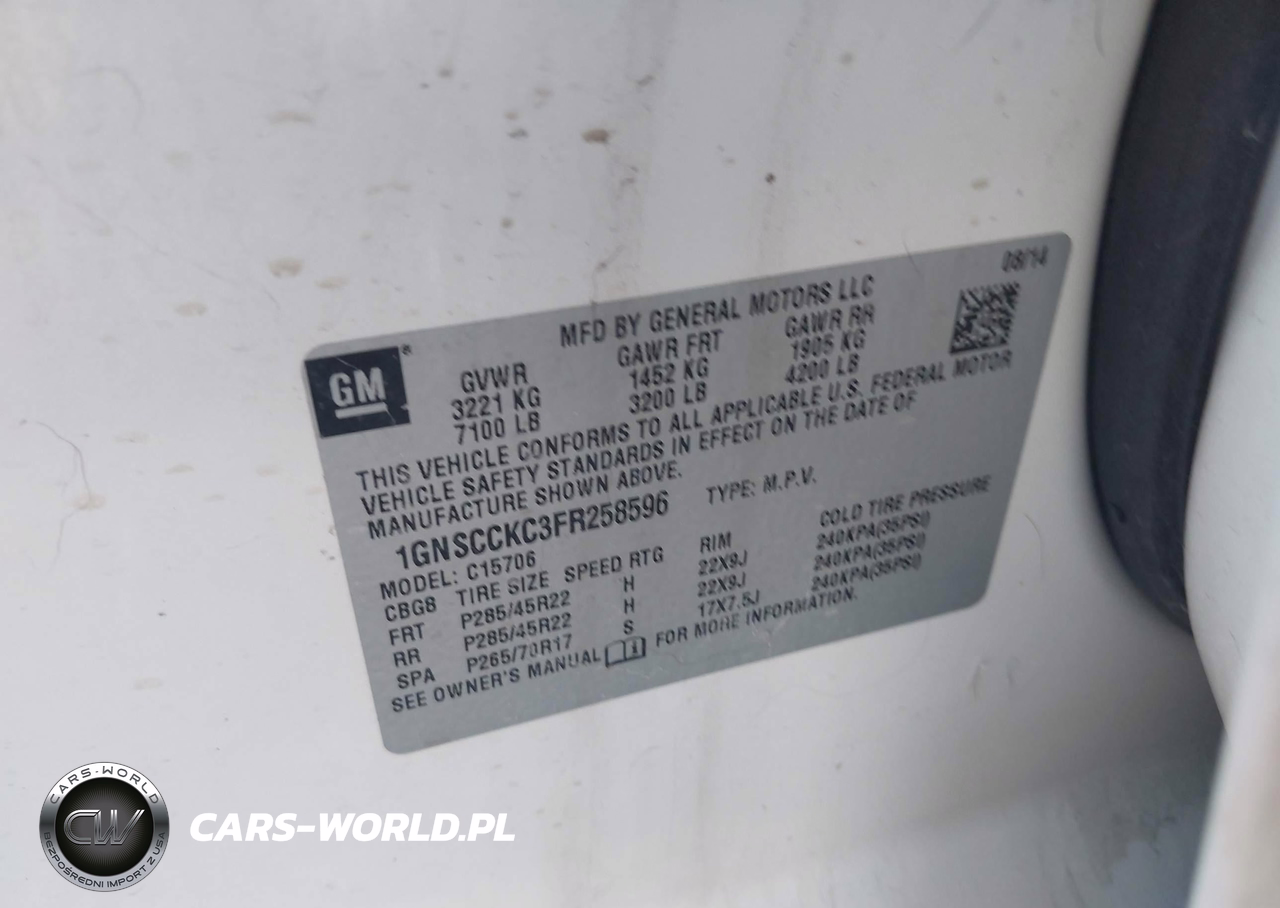 08/14
MFD BY GENERAL MOTORS LLC
GM®
GVWR GAWR FRT GAWR RR
3221 KG 1452 KG 1905 KG
7100 LB 3200 LB 4200 LB
THIS VEHICLE CONFORMS TO ALL APPLICABLE U.S. FEDERAL MOTOR
VEHICLE SAFETY STANDARDS IN EFFECT ON THE DATE OF
MANUFACTURE SHOWN ABOVE.
1GNSCCKC3FR258596 TYPE: M.P.V.
MODEL: C15706
CBG8 TIRE SIZE SPEED RTG RIM COLD TIRE PRESSURE
FRT P285/45R22 H 22X9J 240KPA(35PSI)
RR P285/45R22 H 22X9J 240KPA(35PSI)
SPA P265/70R17 S 17X7.5J 240KPA(35PSI)
SEE OWNER'S MANUAL FOR MORE INFORMATION.
CARS-WORLD
CW
BEZPOŚREDNI IMPORT Z USA
CARS-WORLD.PL